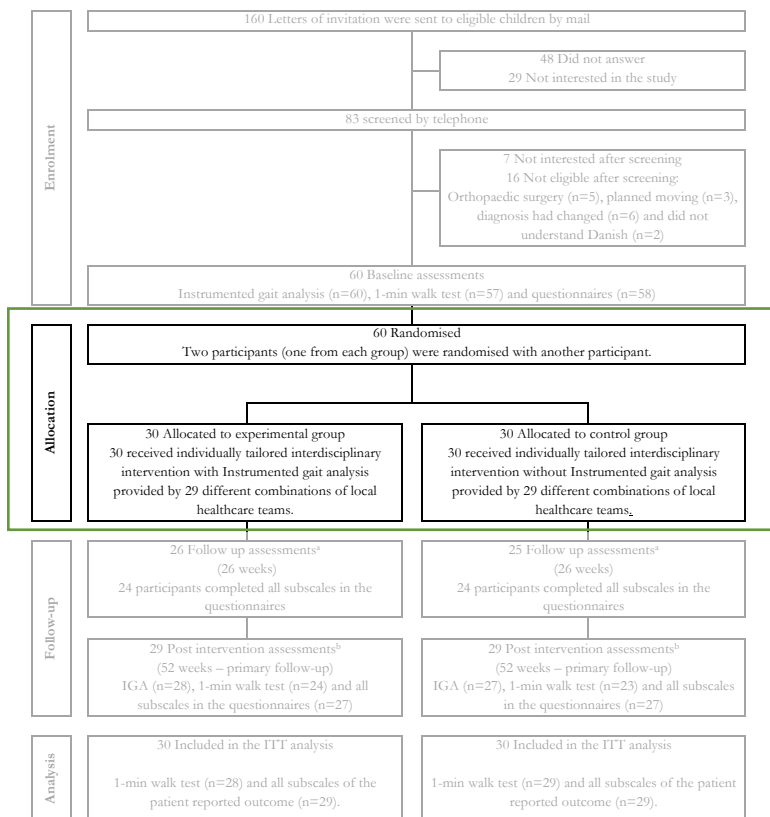 160 Letters of invitation were sent to eligible children by mail
48 Did not answer
29 Not interested in the study
83 screened by telephone
7 Not interested after screening
16 Not eligible after screening:
Orthopaedic surgery (n=5), planned moving (n=3),
diagnosis had changed (n=6) and did not
understand Danish (n=2)
Enrolment
60 Baseline assessments
Instrumented gait analysis (n=60), 1-min walk test (n=57) and questionnaires (n=58)
60 Randomised
Two participants (one from each group) were randomised with another participant.
Allocation
30 Allocated to experimental group
30 received individually tailored interdisciplinary
intervention with Instrumented gait analysis
provided by 29 different combinations of local
healthcare teams.
30 Allocated to control group
30 received individually tailored interdisciplinary
intervention without Instrumented gait analysis
provided by 29 different combinations of local
healthcare teams.
Follow-up
26 Follow up assessmentsᵃ
(26 weeks)
24 participants completed all subscales in the
questionnaires
25 Follow up assessmentsᵃ
(26 weeks)
24 participants completed all subscales in the
questionnaires
29 Post intervention assessmentsᵇ
(52 weeks – primary follow-up)
IGA (n=28), 1-min walk test (n=24) and all
subscales in the questionnaires (n=27)
29 Post intervention assessmentsᵇ
(52 weeks – primary follow-up)
IGA (n=27), 1-min walk test (n=23) and all subscales
in the questionnaires (n=27)
Analysis
30 Included in the ITT analysis
1-min walk test (n=28) and all subscales of the
patient reported outcome (n=29).
30 Included in the ITT analysis
1-min walk test (n=29) and all subscales of the patient
reported outcome (n=29).